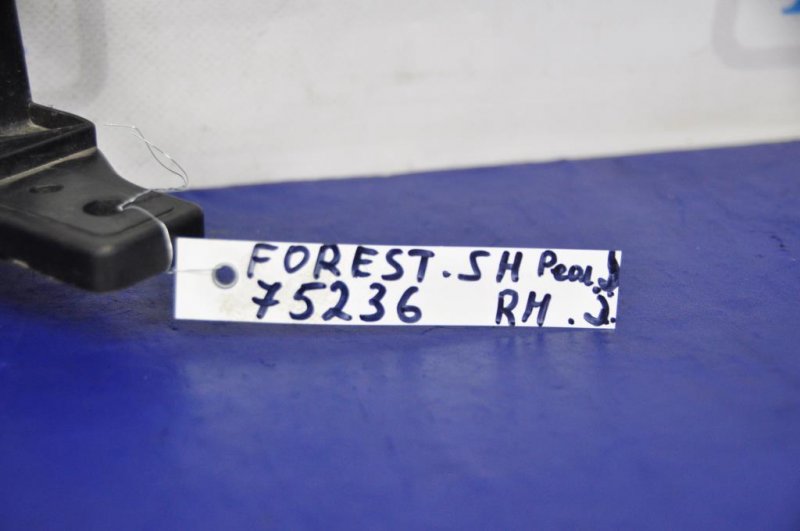 FOREST. SH
75236 RH. J.